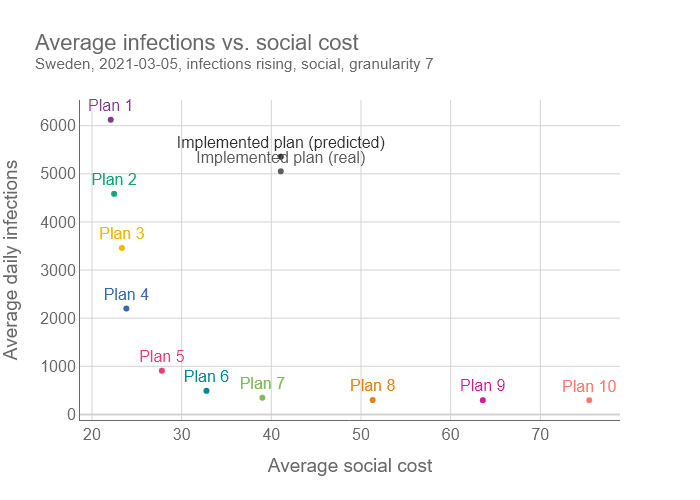 Average infections vs. social cost
Sweden, 2021-03-05, infections rising, social, granularity 7
Plan 1
6000
Implemented plan (predicted)
Implemented plan (real)
5000
Plan 2
4000
Plan 3
3000
Plan 4
2000
Plan 5
1000
Plan 6
Plan 7
Plan 8
Plan 9
Plan 10
0
20
30
40
50
60
70
Average daily infections
Average social cost